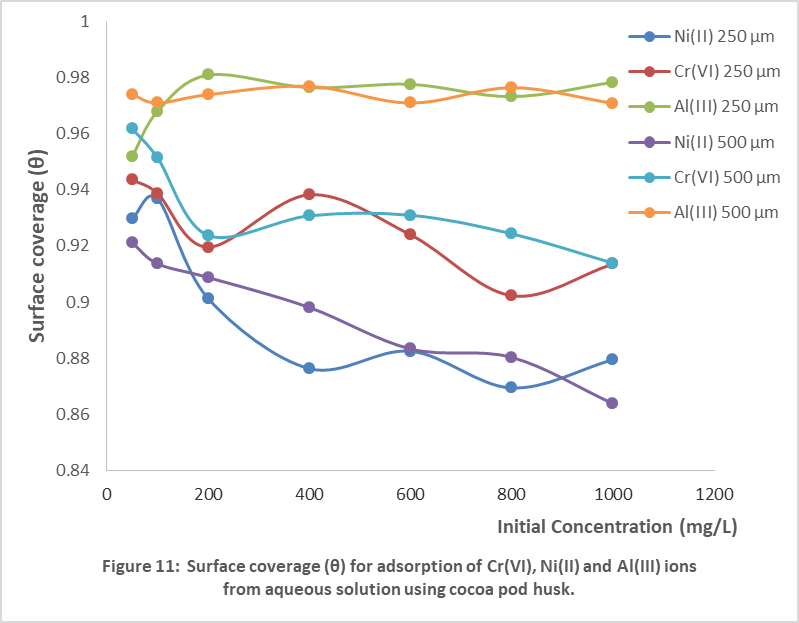 1
0.98
0.96
0.94
0.92
0.9
0.88
0.86
0.84
0
200
400
600
800
1000
1200
Surface coverage (θ)
Initial Concentration (mg/L)
Ni(II) 250 µm
Cr(VI) 250 µm
Al(III) 250 µm
Ni(II) 500 µm
Cr(VI) 500 µm
Al(III) 500 µm
Figure 11: Surface coverage (θ) for adsorption of Cr(VI), Ni(II) and Al(III) ions
from aqueous solution using cocoa pod husk.